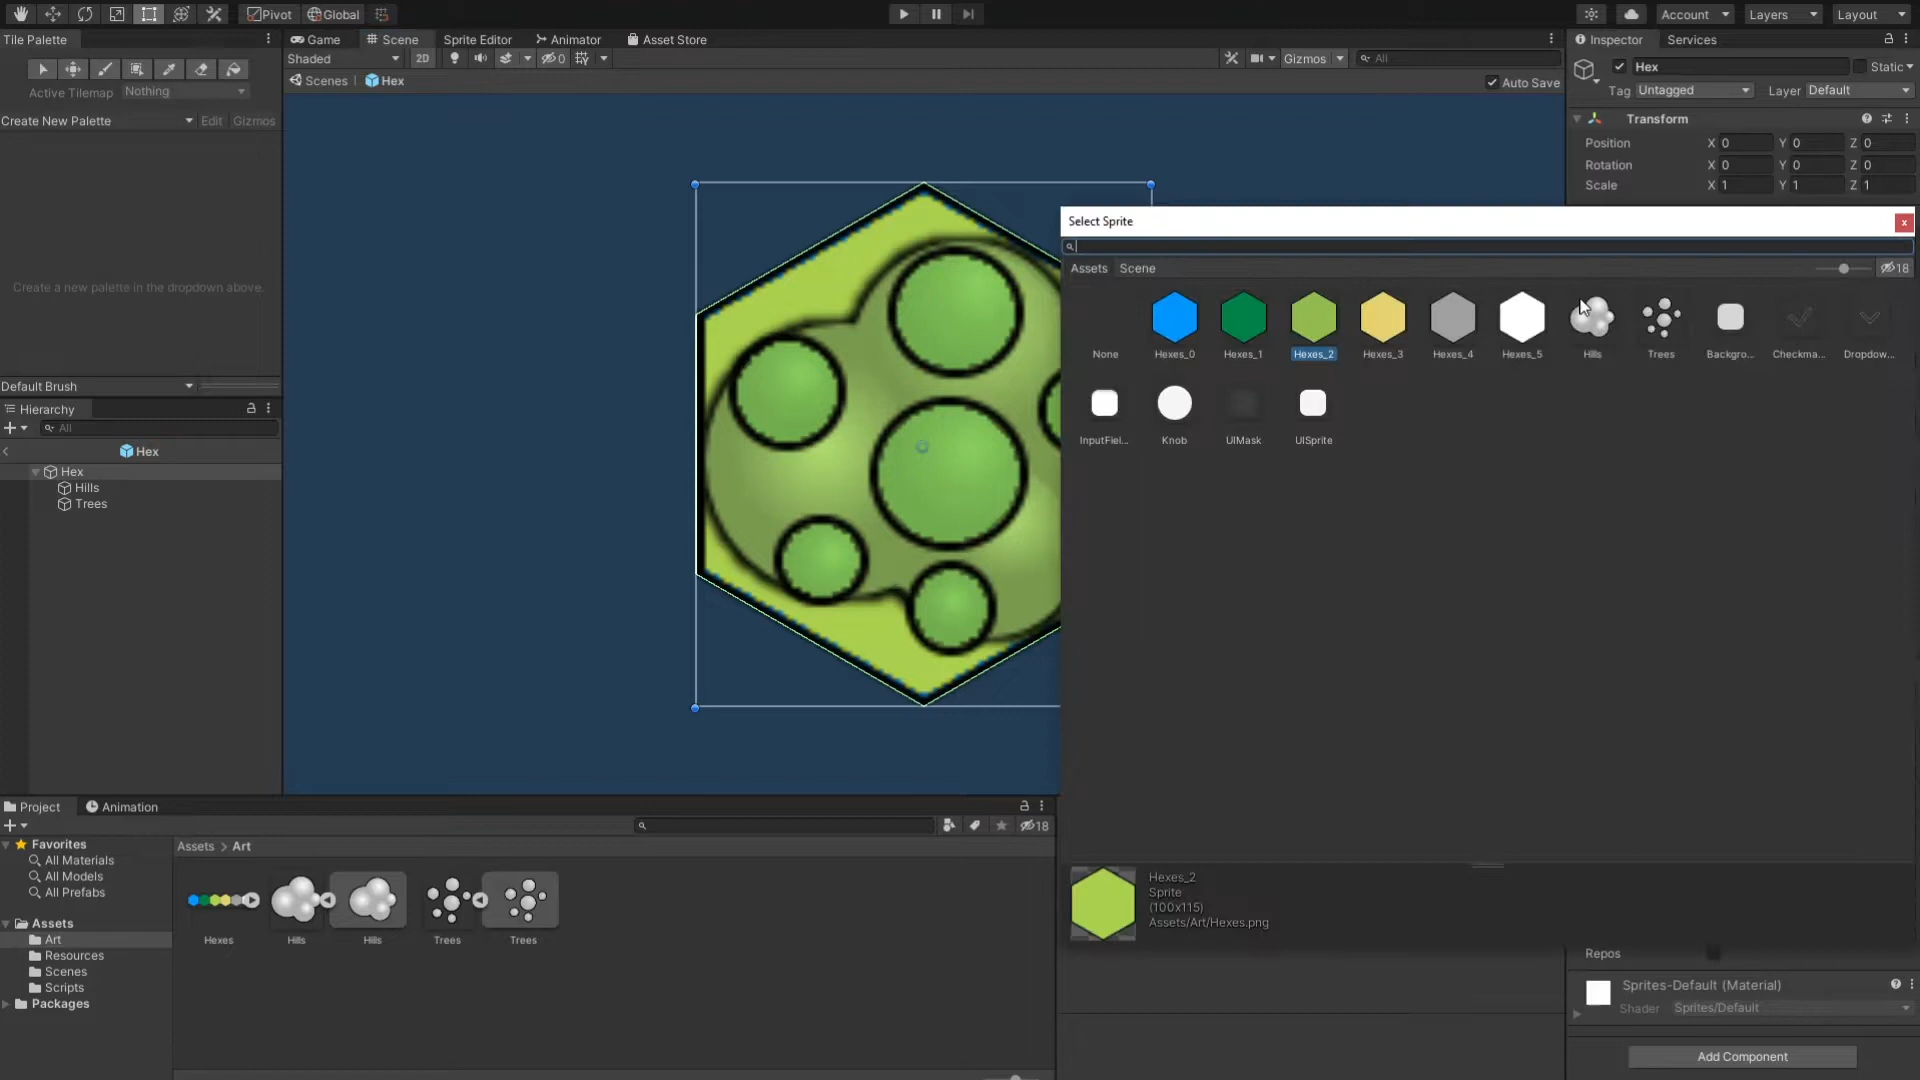 Pivot Global Account Layers Layout
Tile Palette
Game Scene Sprite Editor Animator Asset Store
Inspector Services
Shaded 2D 0 Gizmos All
Hex Static
Scenes Hex Auto Save
Active Tilemap Nothing
Tag Untagged Layer Default
Create New Palette Edit Gizmos
Transform
Position X 0 Y 0 Z 0
Rotation X 0 Y 0 Z 0
Scale X 1 Y 1 Z 1
Select Sprite
Assets Scene 18
Create a new palette in the dropdown above.
None Hexes_0 Hexes_1 Hexes_2 Hexes_3 Hexes_4 Hexes_5 Hills Trees Backgro... Checkma... Dropdow...
InputFiel... Knob UIMask UISprite
Default Brush
Hierarchy
All
Hex
Hex
Hills
Trees
Project Animation
18
Favorites
All Materials
All Models
All Prefabs
Assets > Art
Assets
Art
Resources
Scenes
Scripts
Packages
Hexes Hills Hills Trees Trees
Hexes_2
Sprite
(100x115)
Assets/Art/Hexes.png
Repos
Sprites-Default (Material)
Shader Sprites/Default
Add Component